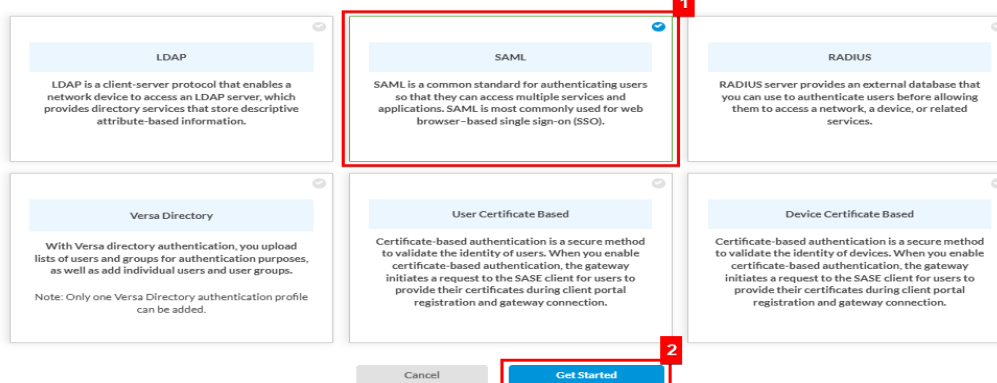 1
LDAP
LDAP is a client-server protocol that enables a
network device to access an LDAP server, which
provides directory services that store descriptive
attribute-based information.
SAML
SAML is a common standard for authenticating users
so that they can access multiple services and
applications. SAML is most commonly used for web
browser–based single sign-on (SSO).
RADIUS
RADIUS server provides an external database that
you can use to authenticate users before allowing
them to access a network, a device, or related
services.
Versa Directory
With Versa directory authentication, you upload
lists of users and groups for authentication purposes,
as well as add individual users and user groups.
Note: Only one Versa Directory authentication profile
can be added.
User Certificate Based
Certificate-based authentication is a secure method
to validate the identity of users. When you enable
certificate-based authentication, the gateway
initiates a request to the SASE client for users to
provide their certificates during client portal
registration and gateway connection.
Device Certificate Based
Certificate-based authentication is a secure method
to validate the identity of devices. When you enable
certificate-based authentication, the gateway
initiates a request to the SASE client for users to
provide their certificates during client portal
registration and gateway connection.
2
Cancel
Get Started